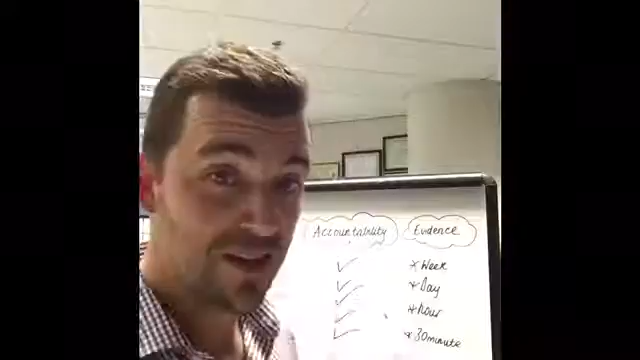 Accountability Evidence
* Week
* Day
* Hour
* 30minute